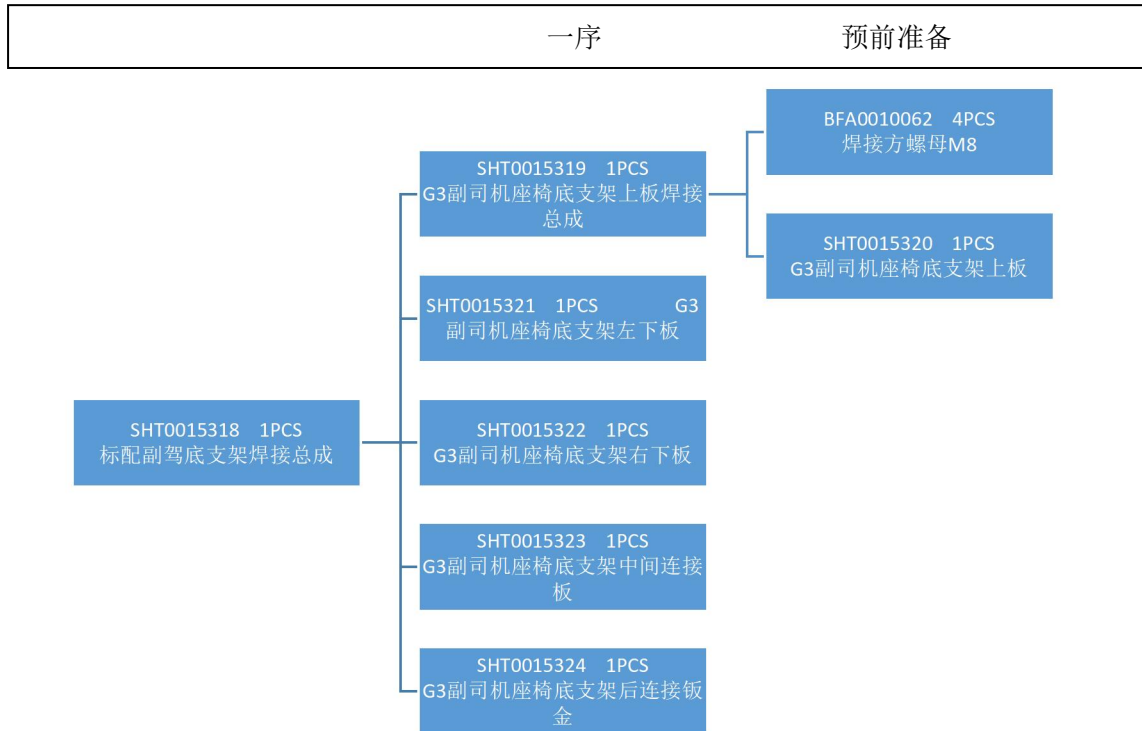 一序 预前准备
BFA0010062 4PCS
焊接方螺母M8
SHT0015319 1PCS
G3副司机座椅底支架上板焊接
总成
SHT0015320 1PCS
G3副司机座椅底支架上板
SHT0015321 1PCS G3
副司机座椅底支架左下板
SHT0015318 1PCS
标配副驾底支架焊接总成
SHT0015322 1PCS
G3副司机座椅底支架右下板
SHT0015323 1PCS
G3副司机座椅底支架中间连接
板
SHT0015324 1PCS
G3副司机座椅底支架后连接钣
金